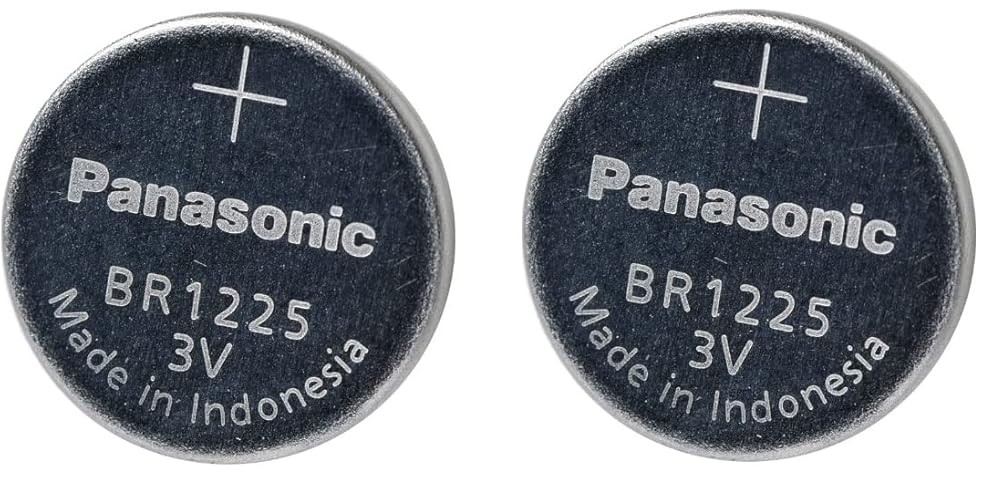 +
Panasonic
BR1225
3V
Made in Indonesia
+
Panasonic
BR1225
3V
Made in Indonesia